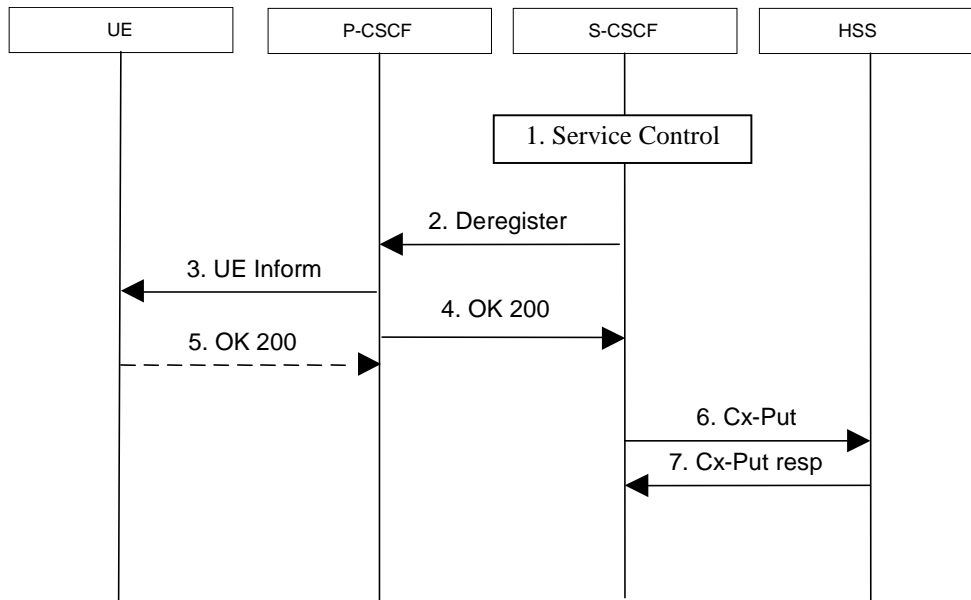 UE
P-CSCF
S-CSCF
HSS
1. Service Control
2. Deregister
3. UE Inform
4. OK 200
5. OK 200
6. Cx-Put
7. Cx-Put resp